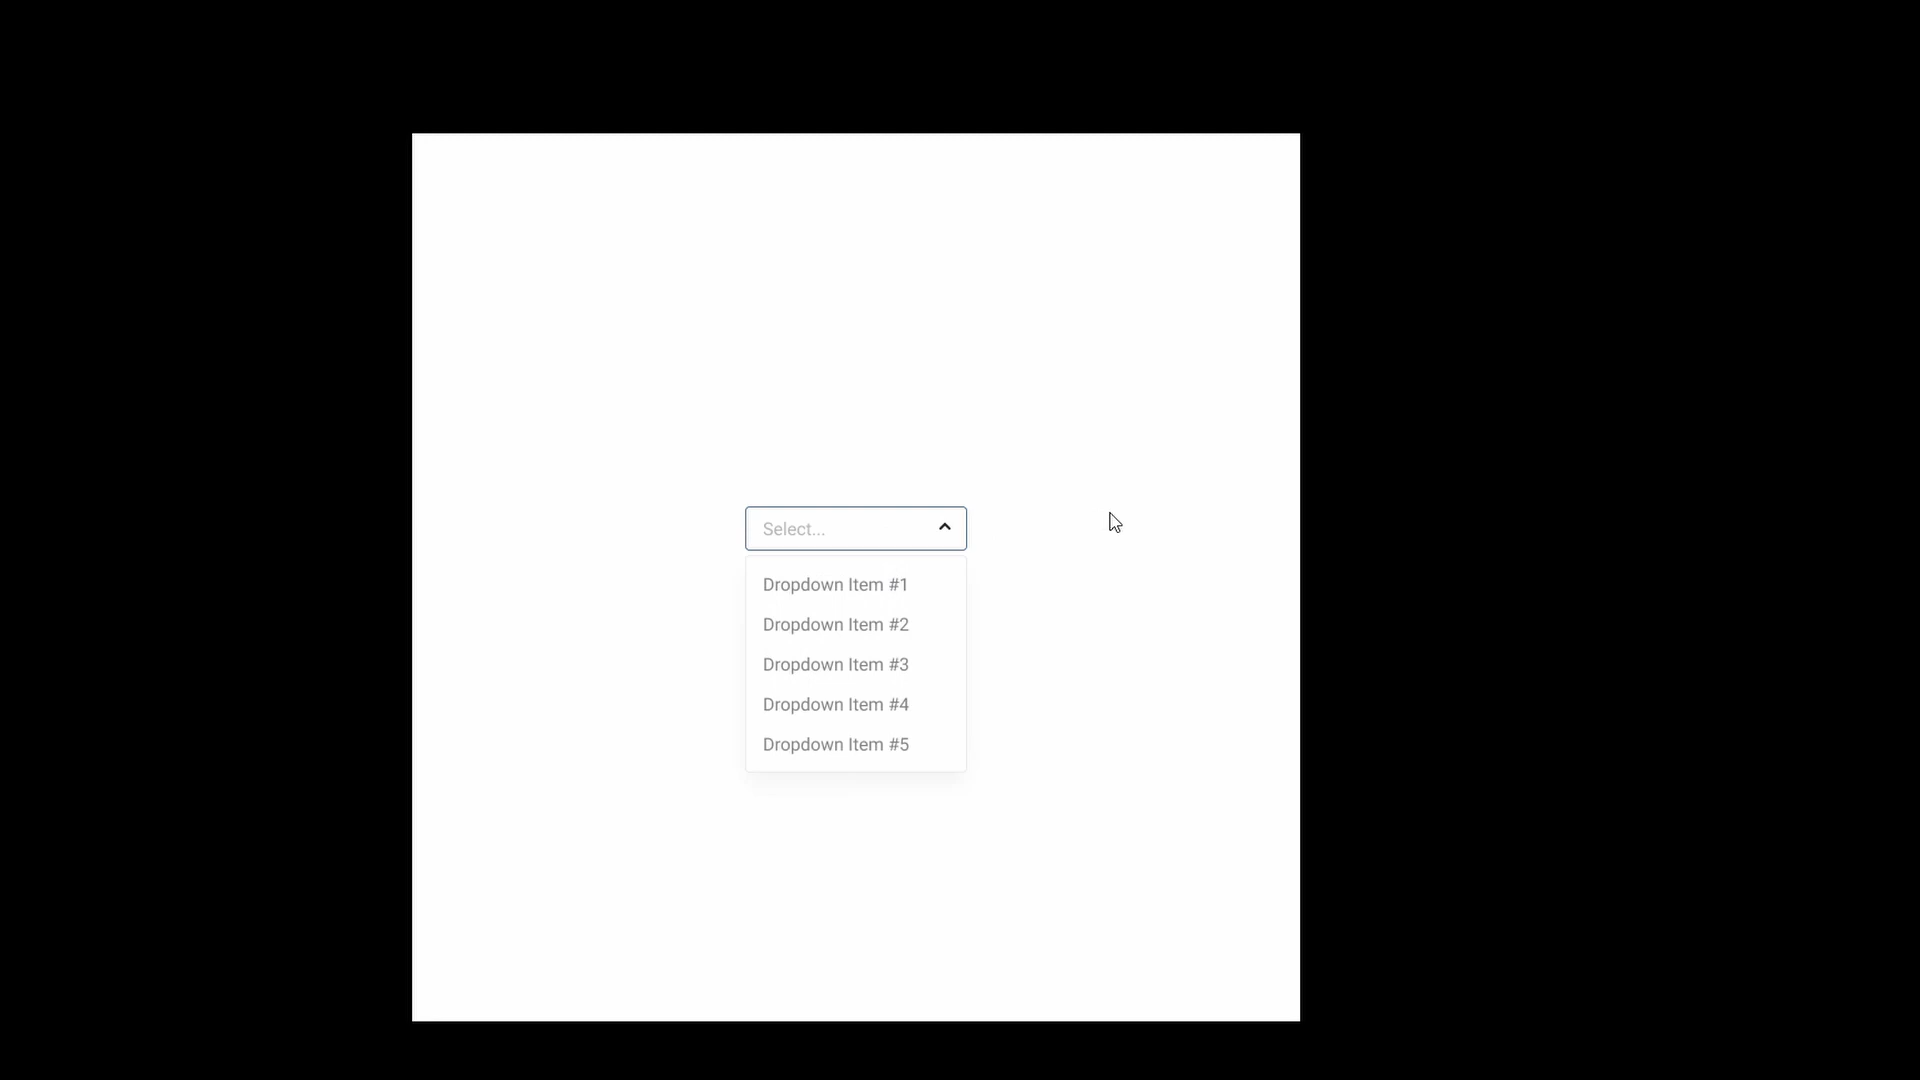 Select...
Dropdown Item #1
Dropdown Item #2
Dropdown Item #3
Dropdown Item #4
Dropdown Item #5